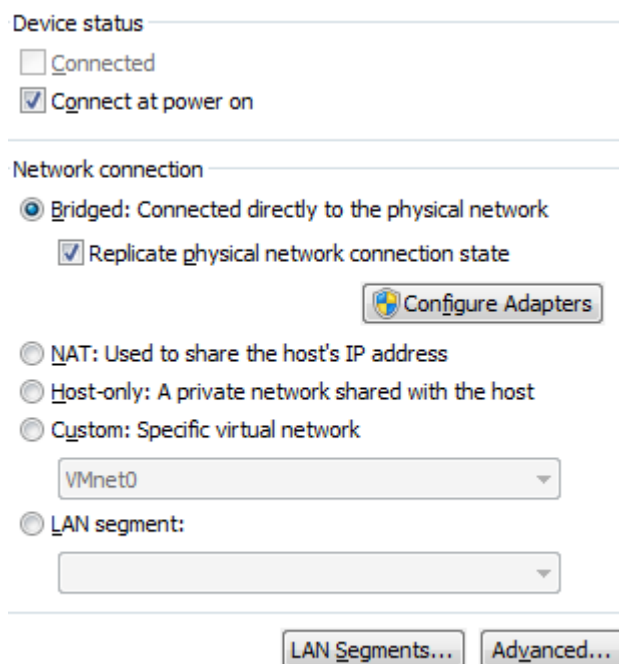 Device status
Connected
Connect at power on
Network connection
Bridged: Connected directly to the physical network
Replicate physical network connection state
Configure Adapters
NAT: Used to share the host's IP address
Host-only: A private network shared with the host
Custom: Specific virtual network
VMnet0
LAN segment:
LAN Segments... Advanced...